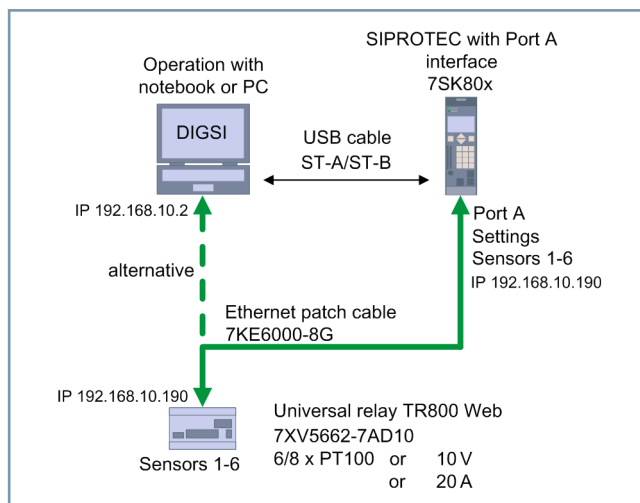 SIPROTEC with Port A
interface
7SK80x
Operation with
notebook or PC
DIGSI
USB cable
ST-A/ST-B
IP 192.168.10.2
Port A
Settings
Sensors 1-6
IP 192.168.10.190
alternative
Ethernet patch cable
7KE6000-8G
IP 192.168.10.190
Sensors 1-6
Universal relay TR800 Web
7XV5662-7AD10
6/8 x PT100 or 10 V
or 20 A